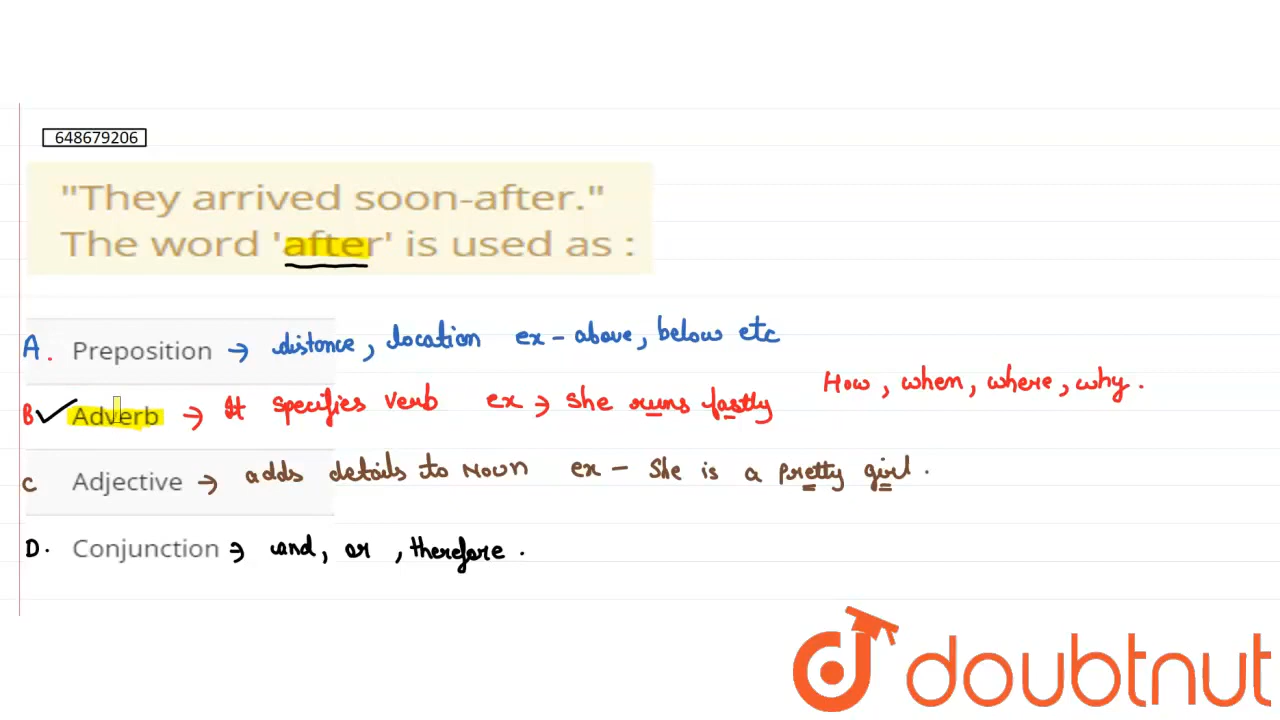 648679206
"They arrived soon-after."
The word 'after' is used as :
A. Preposition → distance, location ex - above, below etc
How, when, where, why.
B ✓ Adverb → It specifies verb ex → She runs fastly
C Adjective → adds details to Noun ex - She is a pretty girl.
D. Conjunction → and, or, therefore.
doubtnut